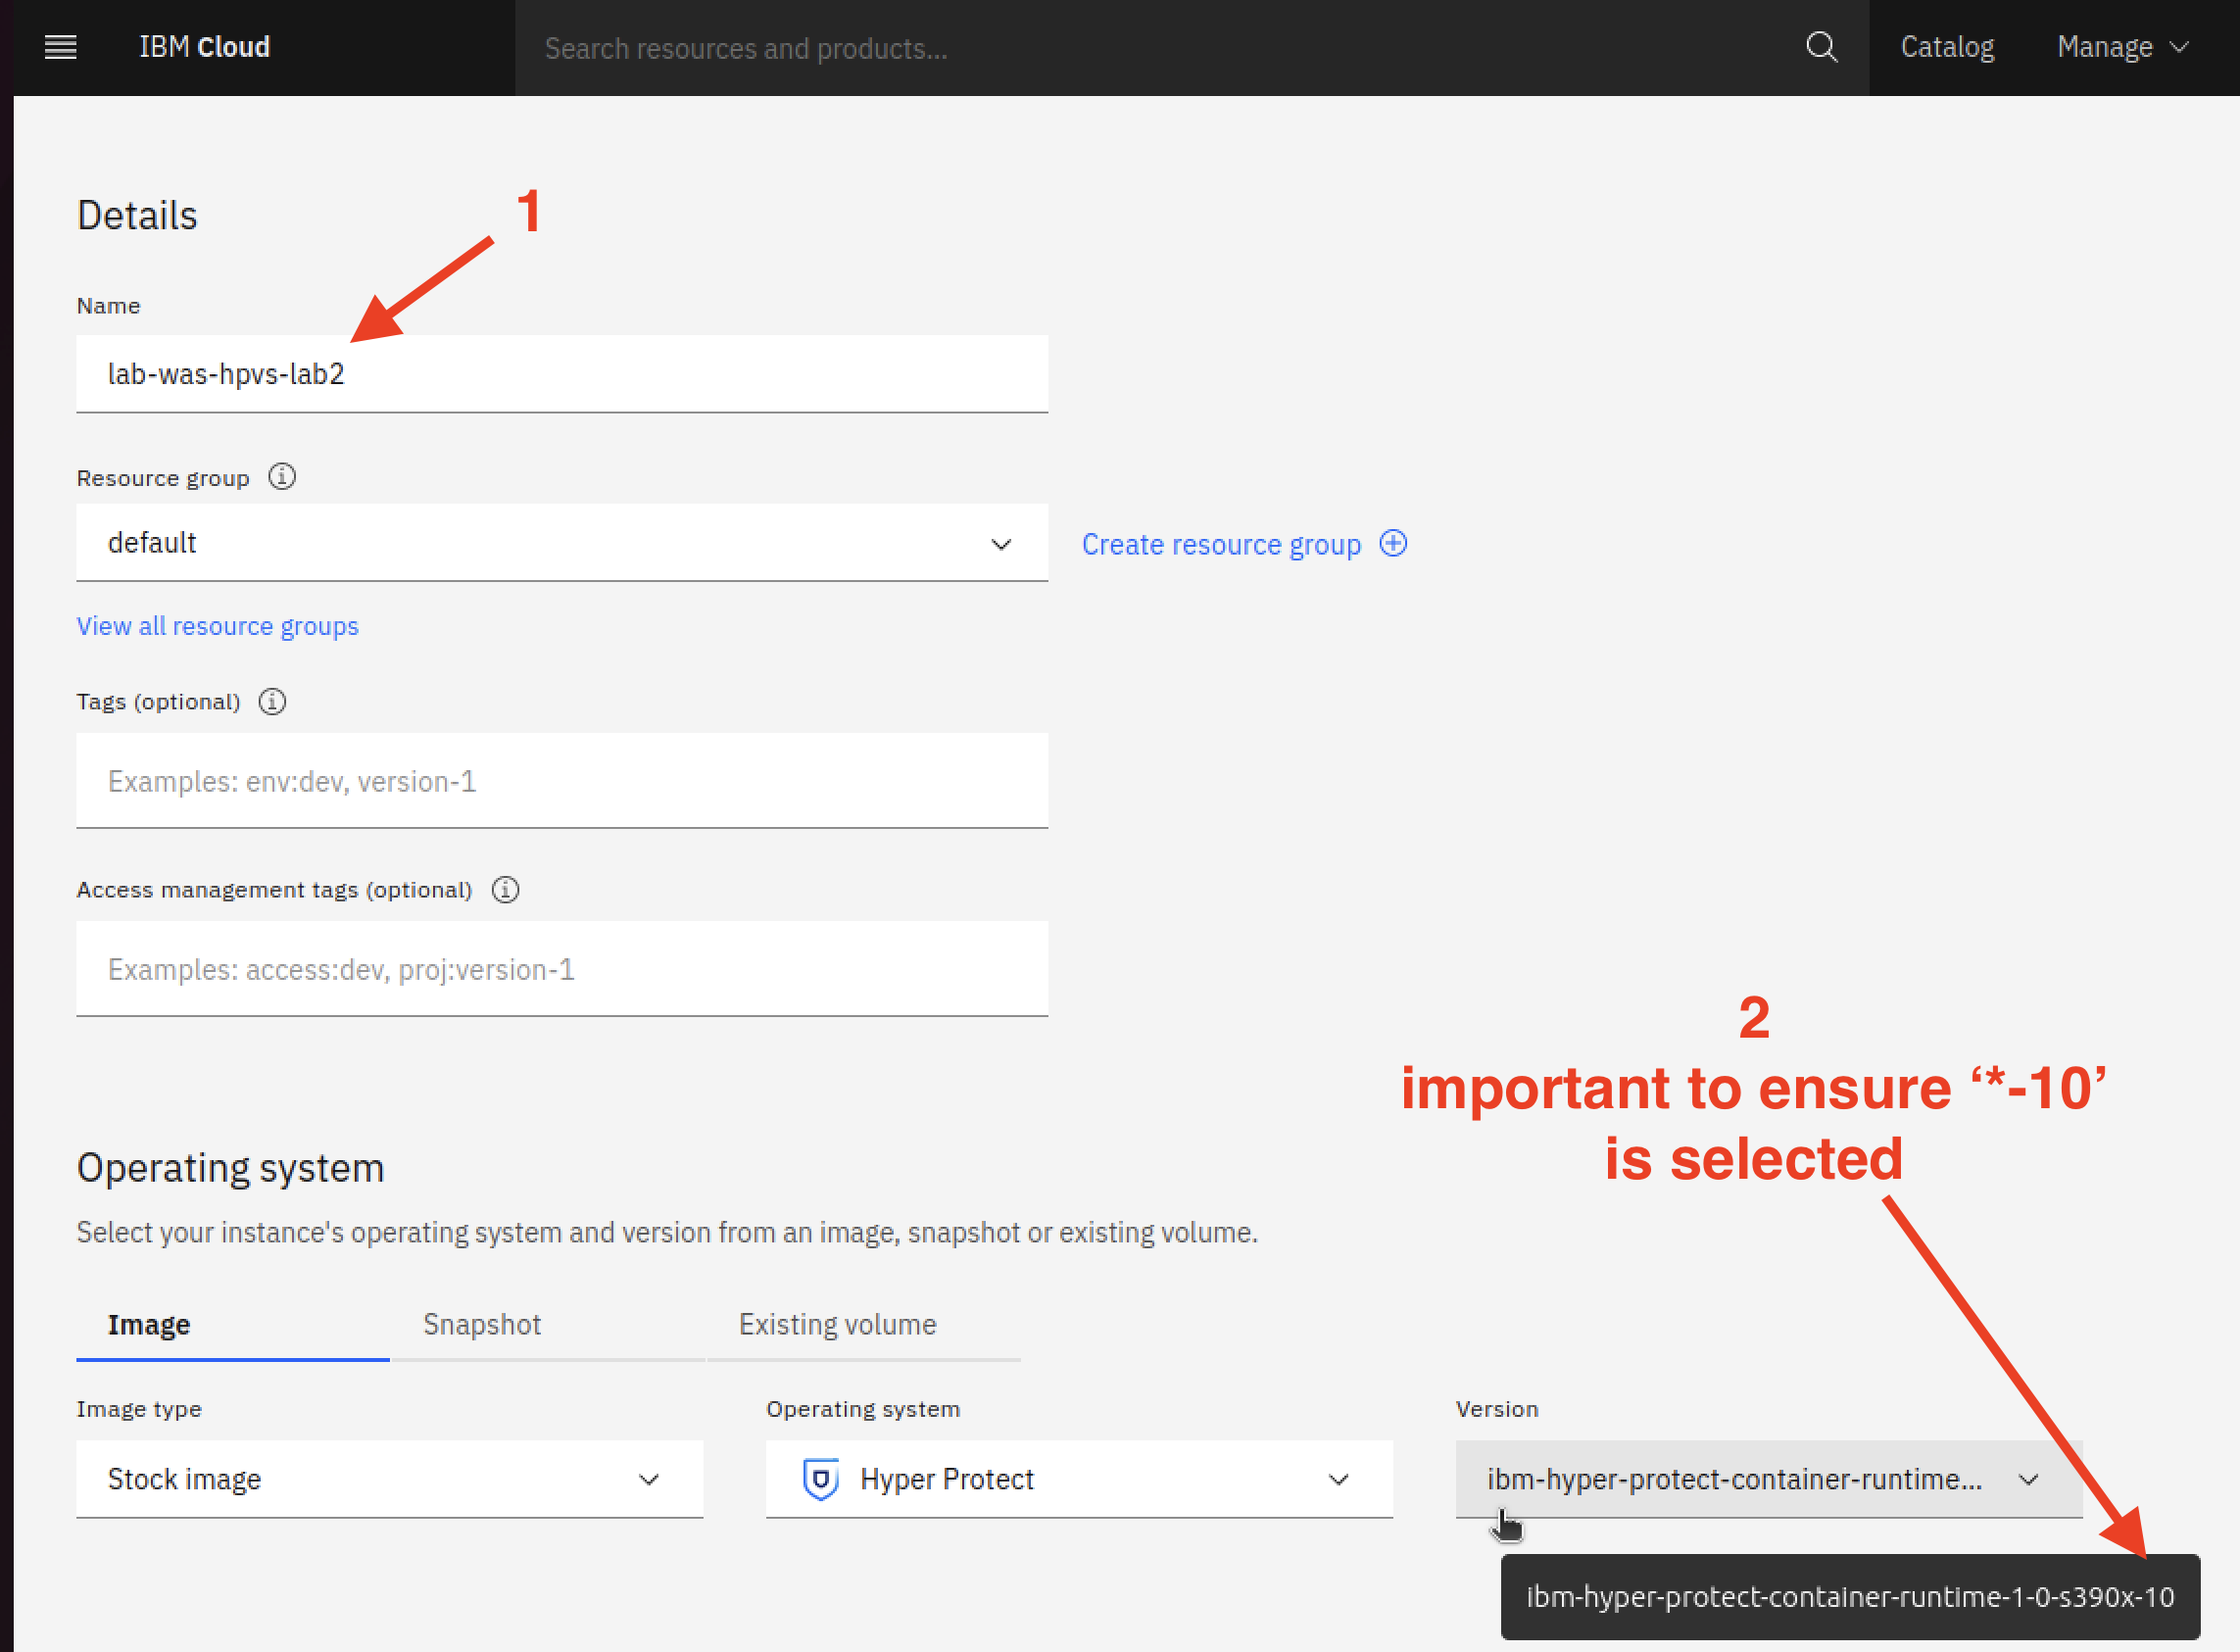 IBM Cloud
Search resources and products...
Catalog
Manage
Details
1
Name
lab-was-hpvs-lab2
Resource group
default
Create resource group
View all resource groups
Tags (optional)
Examples: env:dev, version-1
Access management tags (optional)
Examples: access:dev, proj:version-1
2
important to ensure ‘*-10’
is selected
Operating system
Select your instance's operating system and version from an image, snapshot or existing volume.
Image
Snapshot
Existing volume
Image type
Operating system
Version
Stock image
Hyper Protect
ibm-hyper-protect-container-runtime...
ibm-hyper-protect-container-runtime-1-0-s390x-10